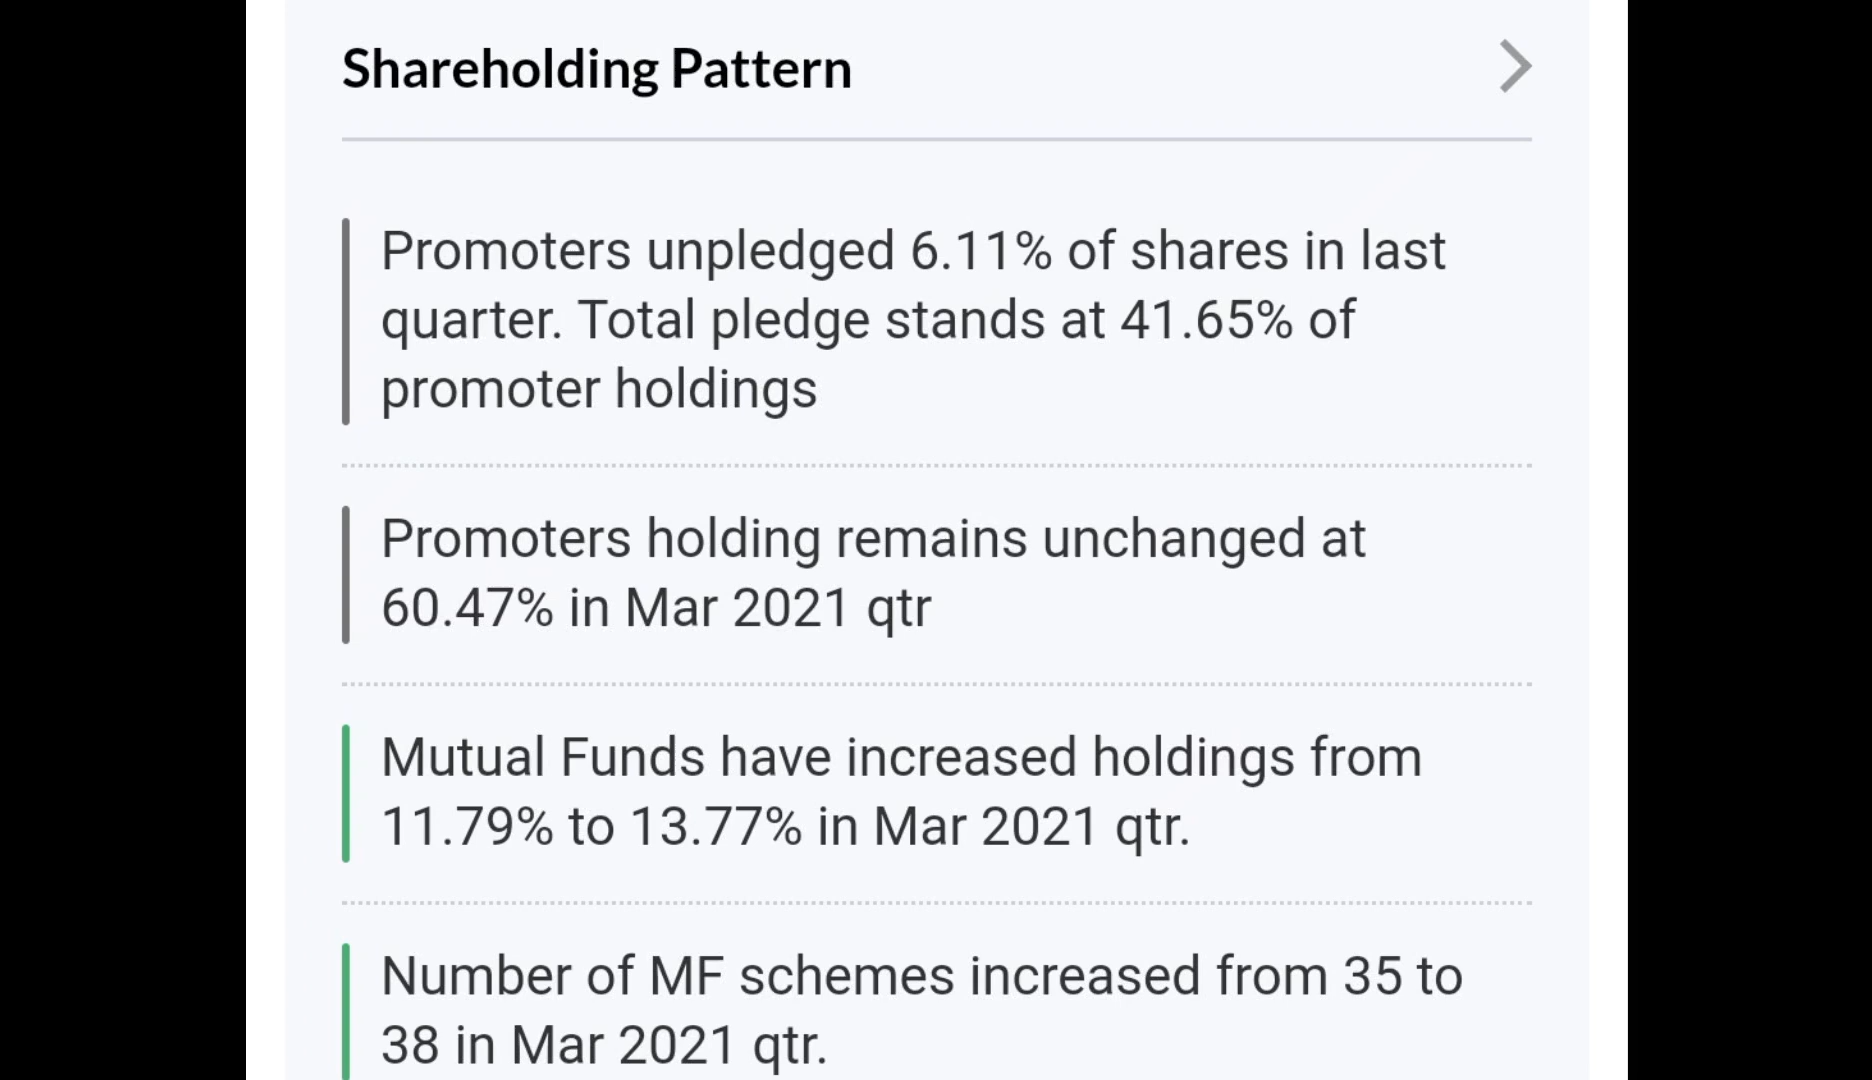 Shareholding Pattern
Promoters unpledged 6.11% of shares in last
quarter. Total pledge stands at 41.65% of
promoter holdings
Promoters holding remains unchanged at
60.47% in Mar 2021 qtr
Mutual Funds have increased holdings from
11.79% to 13.77% in Mar 2021 qtr.
Number of MF schemes increased from 35 to
38 in Mar 2021 qtr.